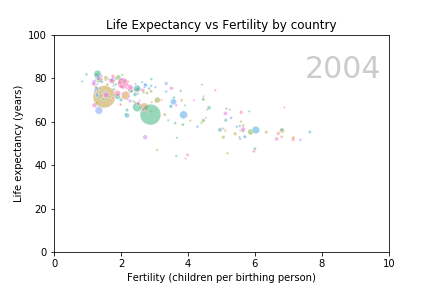 Life Expectancy vs Fertility by country
100
80
60
40
20
0
2004
Life expectancy (years)
0 2 4 6 8 10
Fertility (children per birthing person)